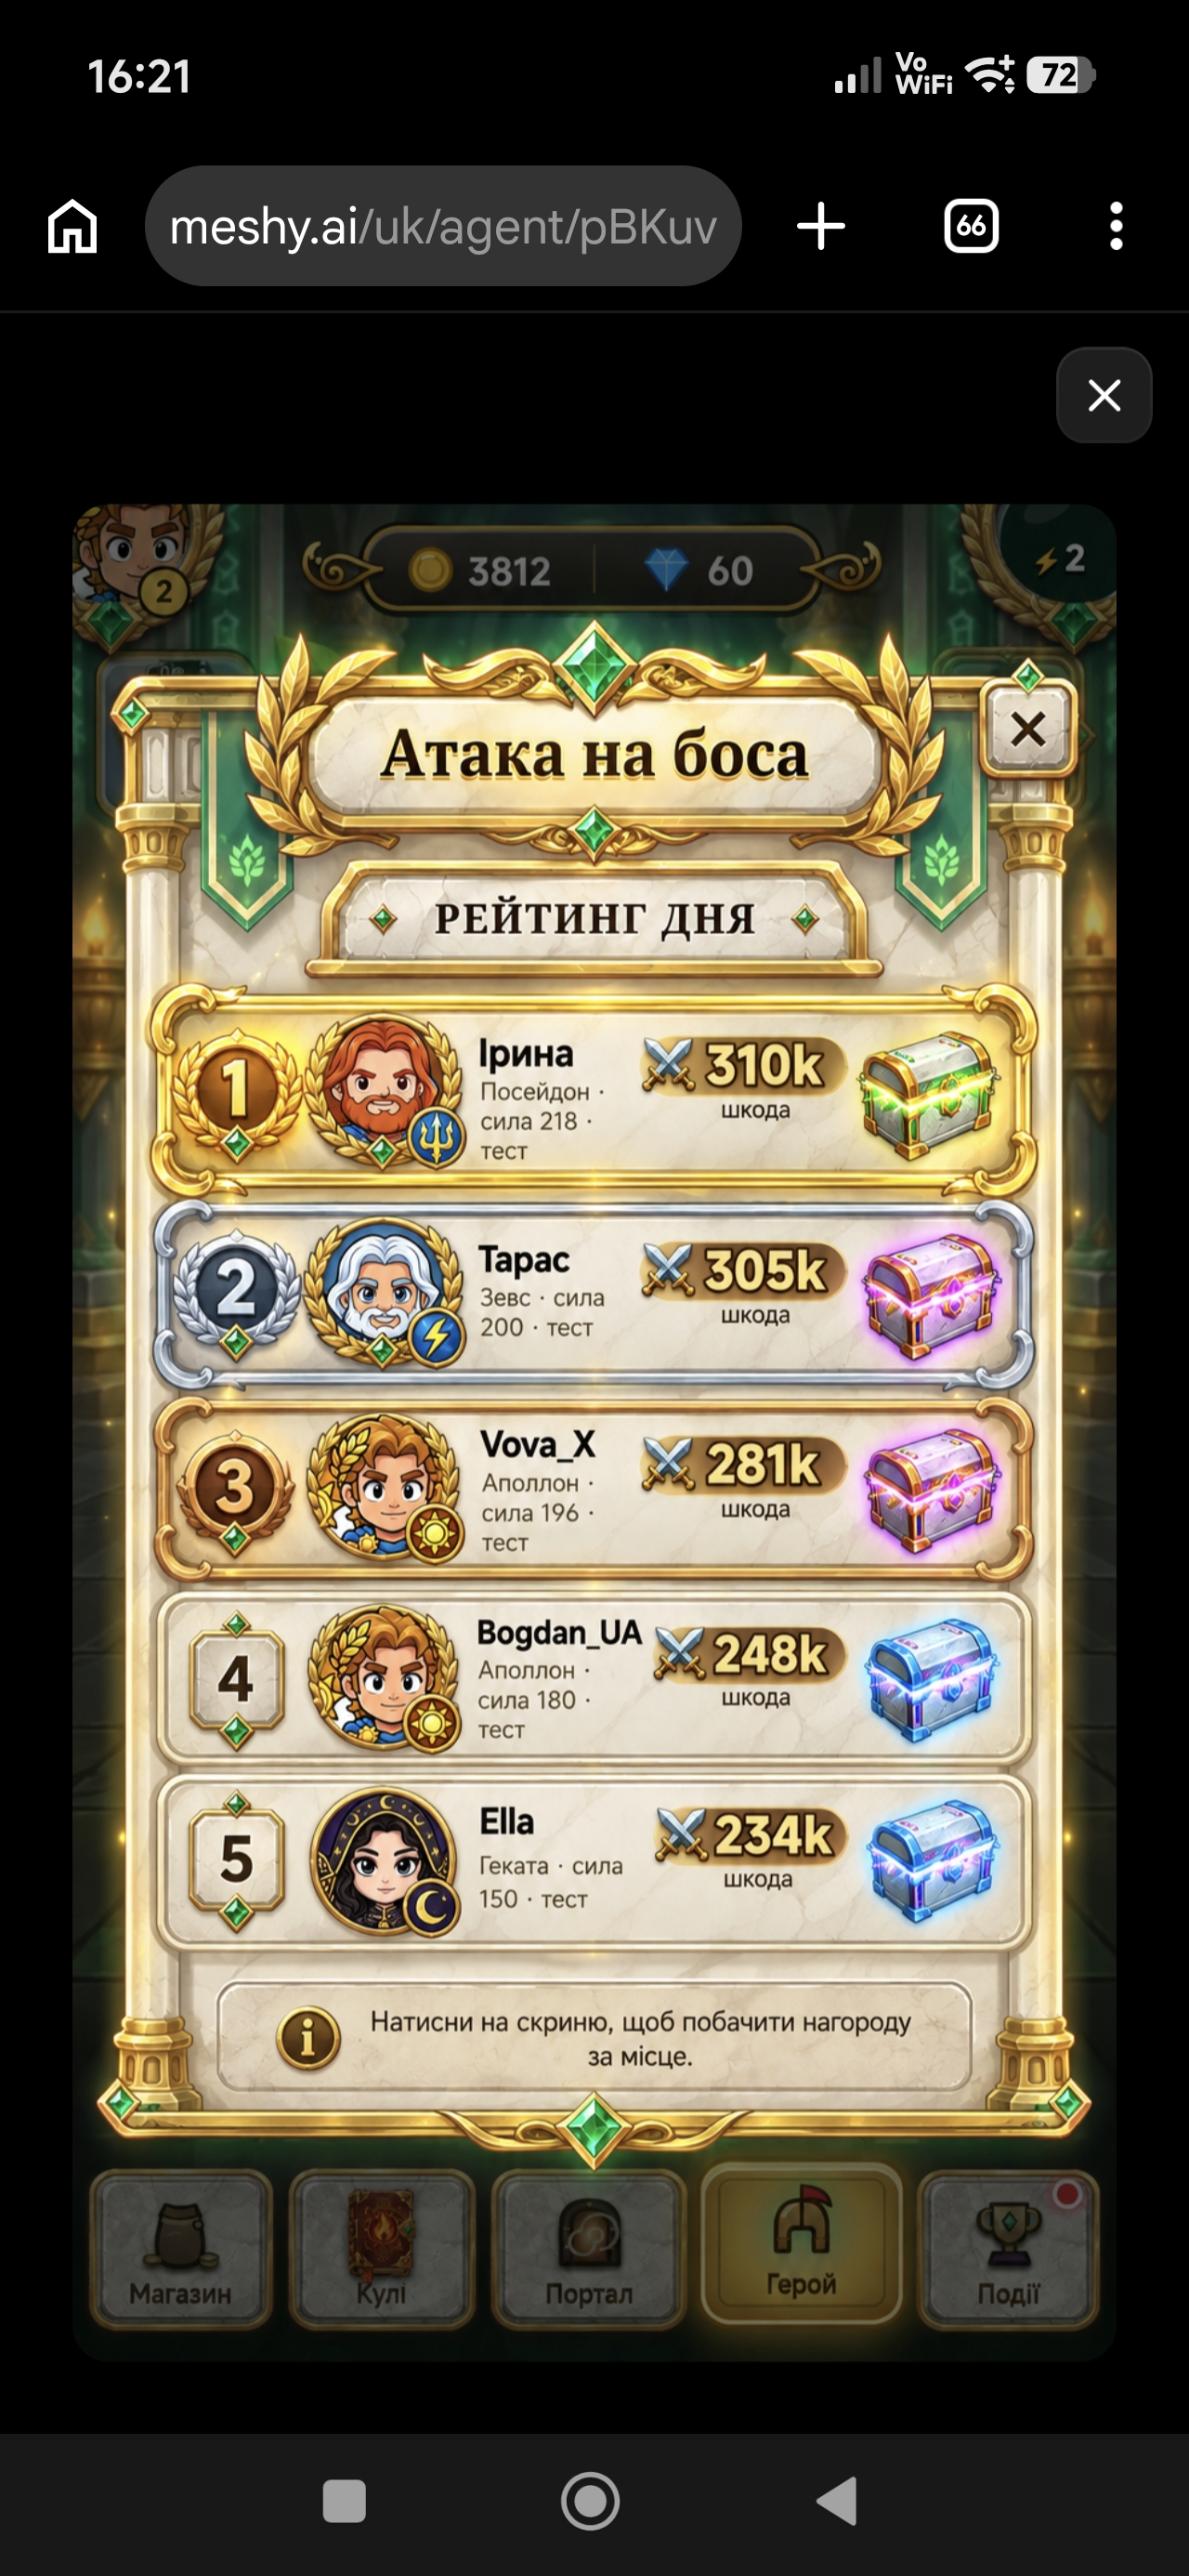 16:21
Vo
WiFi
72
meshy.ai/uk/agent/pBKuv
66
2
3812
60
2
Атака на боса
РЕЙТИНГ ДНЯ
1
Ірина
Посейдон ·
сила 218 ·
тест
310k
шкода
2
Тарас
Зевс · сила
200 · тест
305k
шкода
3
Vova_X
Аполлон ·
сила 196 ·
тест
281k
шкода
4
Bogdan_UA
Аполлон ·
сила 180 ·
тест
248k
шкода
5
Ella
Геката · сила
150 · тест
234k
шкода
Натисни на скриню, щоб побачити нагороду
за місце.
Магазин
Кулі
Портал
Герой
Події